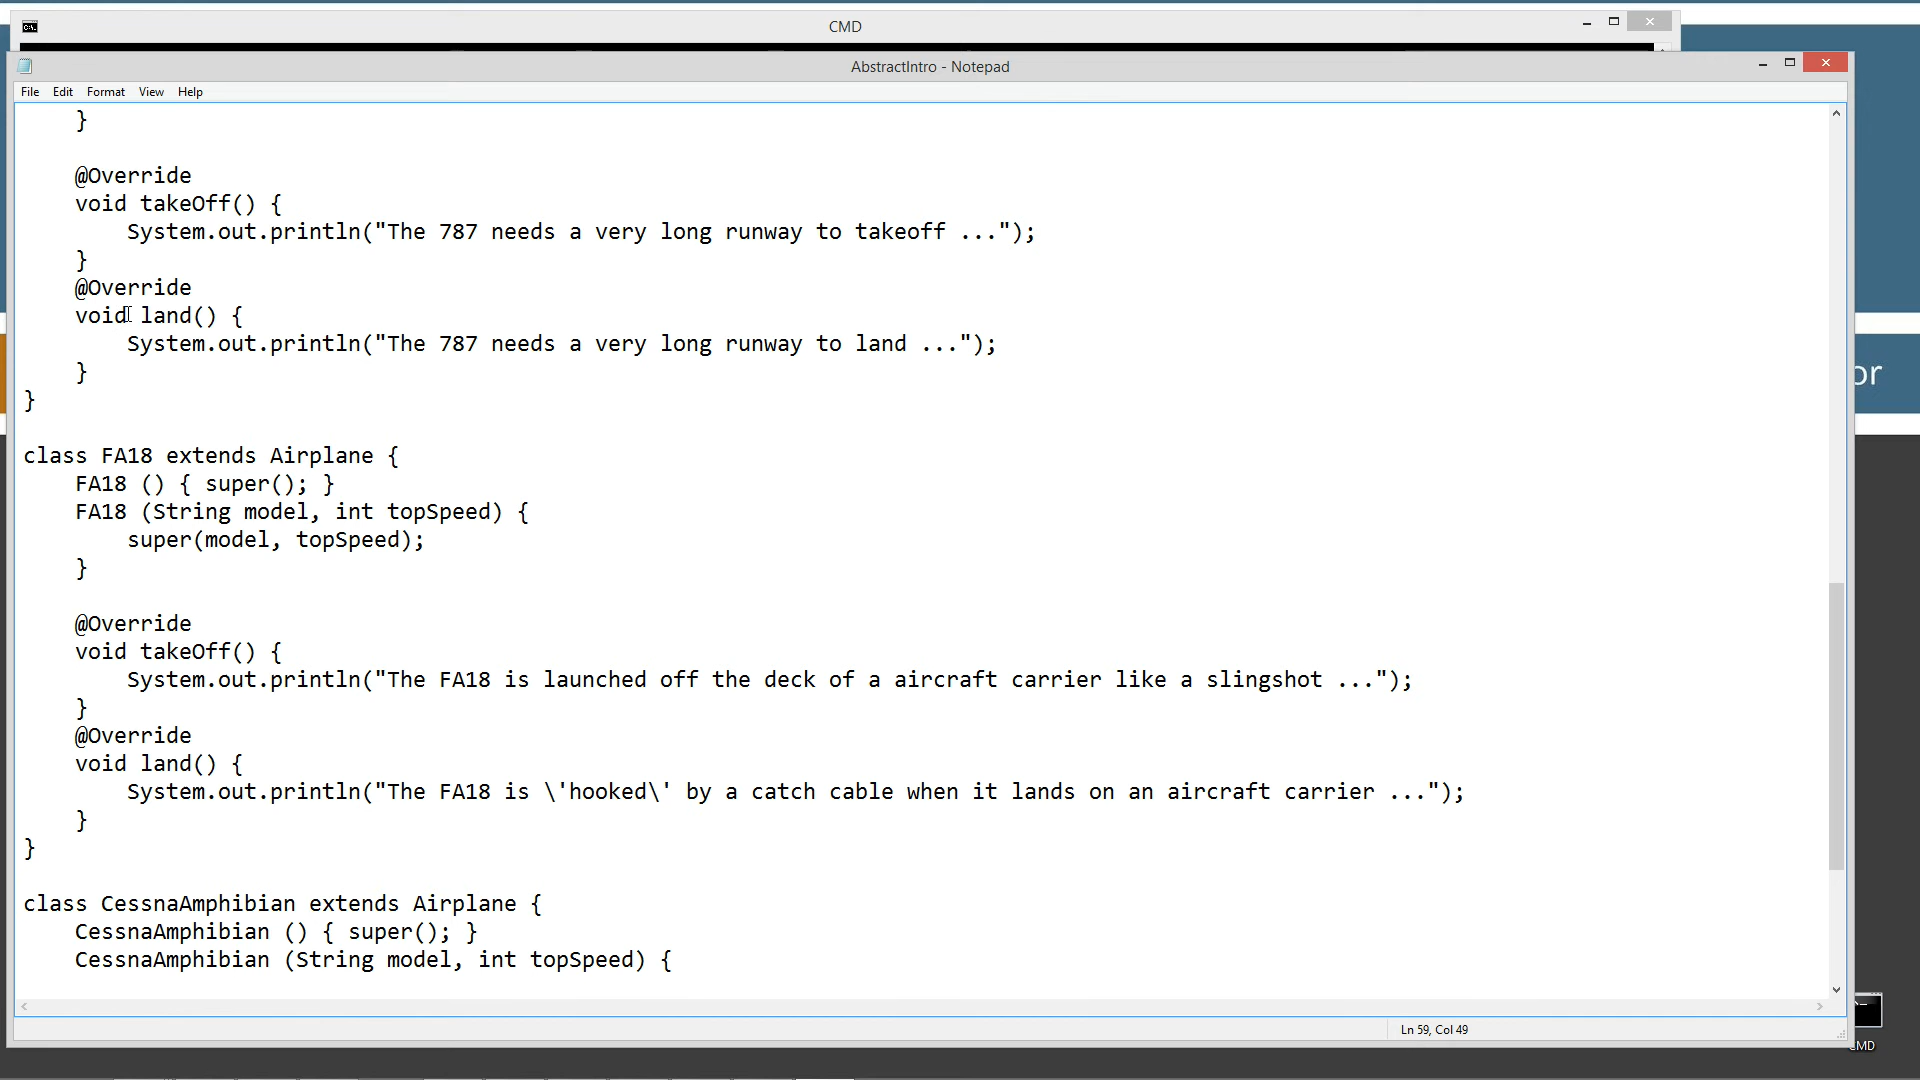 CMD
AbstractIntro - Notepad
File Edit Format View Help
    }

    @Override
    void takeOff() {
        System.out.println("The 787 needs a very long runway to takeoff ...");
    }
    @Override
    void land() {
        System.out.println("The 787 needs a very long runway to land ...");
    }
}

class FA18 extends Airplane {
    FA18 () { super(); }
    FA18 (String model, int topSpeed) {
        super(model, topSpeed);
    }

    @Override
    void takeOff() {
        System.out.println("The FA18 is launched off the deck of a aircraft carrier like a slingshot ...");
    }
    @Override
    void land() {
        System.out.println("The FA18 is \'hooked\' by a catch cable when it lands on an aircraft carrier ...");
    }
}

class CessnaAmphibian extends Airplane {
    CessnaAmphibian () { super(); }
    CessnaAmphibian (String model, int topSpeed) {
or
Ln 59, Col 49
CMD